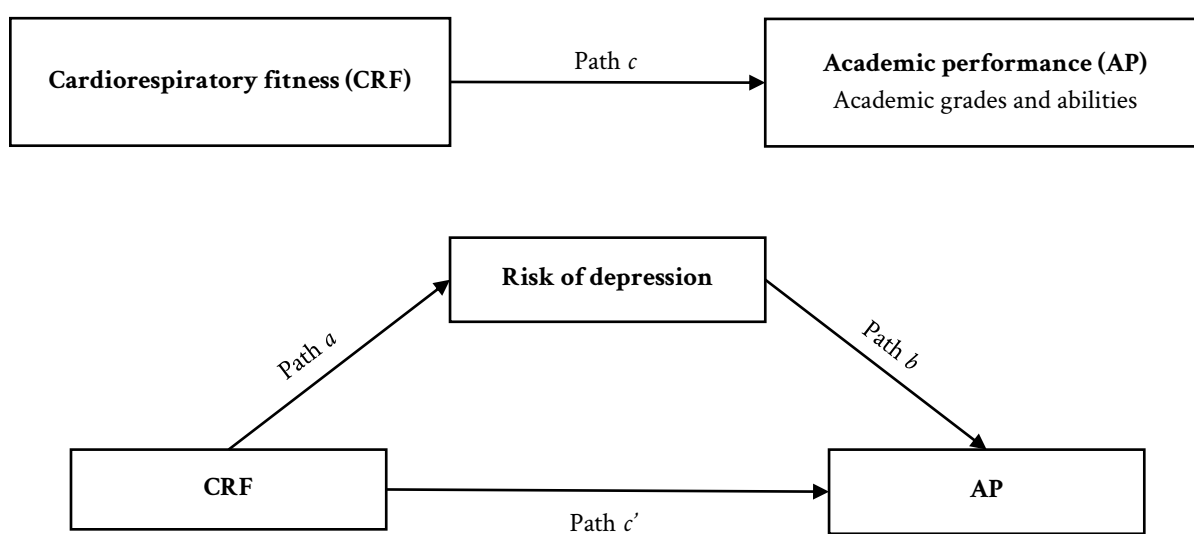 Cardiorespiratory fitness (CRF)
Path c
Academic performance (AP)
Academic grades and abilities
Risk of depression
Path a
Path b
CRF
AP
Path c’